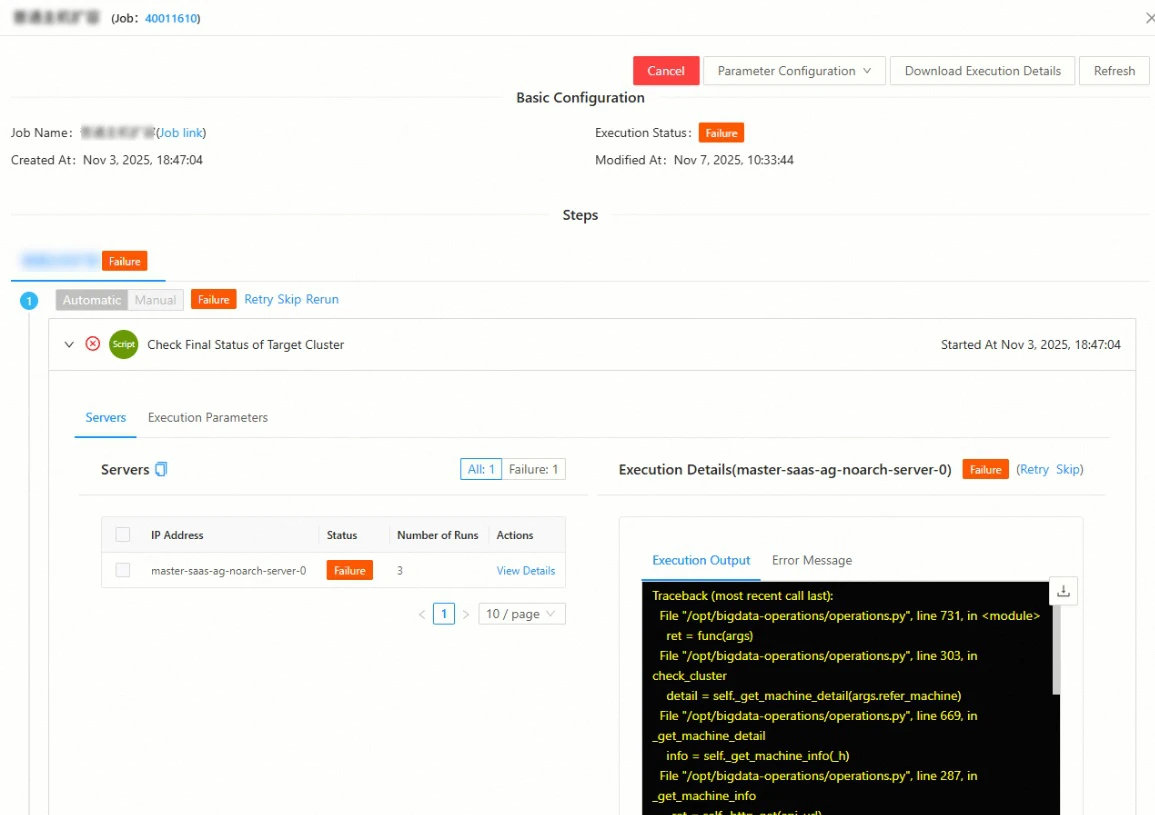 (Job: 40011610)
Cancel
Parameter Configuration
Download Execution Details
Refresh
Basic Configuration
Job Name: (Job link)
Execution Status: Failure
Created At: Nov 3, 2025, 18:47:04
Modified At: Nov 7, 2025, 10:33:44
Steps
Failure
1
Automatic Manual Failure Retry Skip Rerun
Script Check Final Status of Target Cluster
Started At Nov 3, 2025, 18:47:04
Servers Execution Parameters
Servers
All: 1 Failure: 1
IP Address Status Number of Runs Actions
master-saas-ag-noarch-server-0 Failure 3 View Details
< 1 > 10 / page
Execution Details(master-saas-ag-noarch-server-0) Failure (Retry Skip)
Execution Output Error Message
Traceback (most recent call last):
File "/opt/bigdata-operations/operations.py", line 731, in <module>
ret = func(args)
File "/opt/bigdata-operations/operations.py", line 303, in
check_cluster
detail = self._get_machine_detail(args.refer_machine)
File "/opt/bigdata-operations/operations.py", line 669, in
_get_machine_detail
info = self._get_machine_info(_h)
File "/opt/bigdata-operations/operations.py", line 287, in
_get_machine_info
ret = self._http_get(api_url)